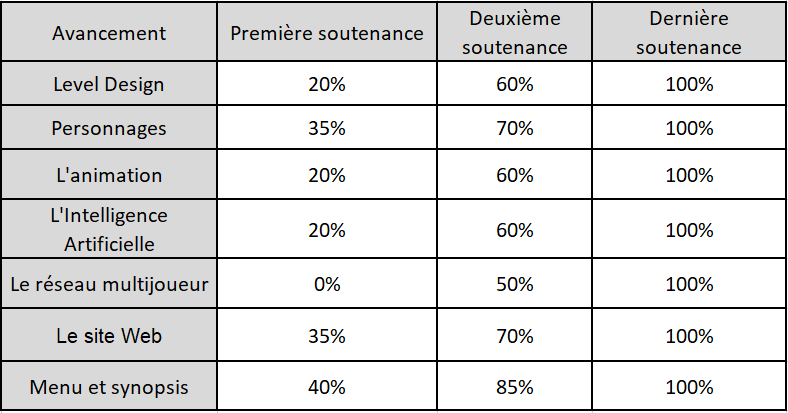 Avancement Première soutenance Deuxième soutenance Dernière soutenance
Level Design 20% 60% 100%
Personnages 35% 70% 100%
L'animation 20% 60% 100%
L'Intelligence Artificielle 20% 60% 100%
Le réseau multijoueur 0% 50% 100%
Le site Web 35% 70% 100%
Menu et synopsis 40% 85% 100%